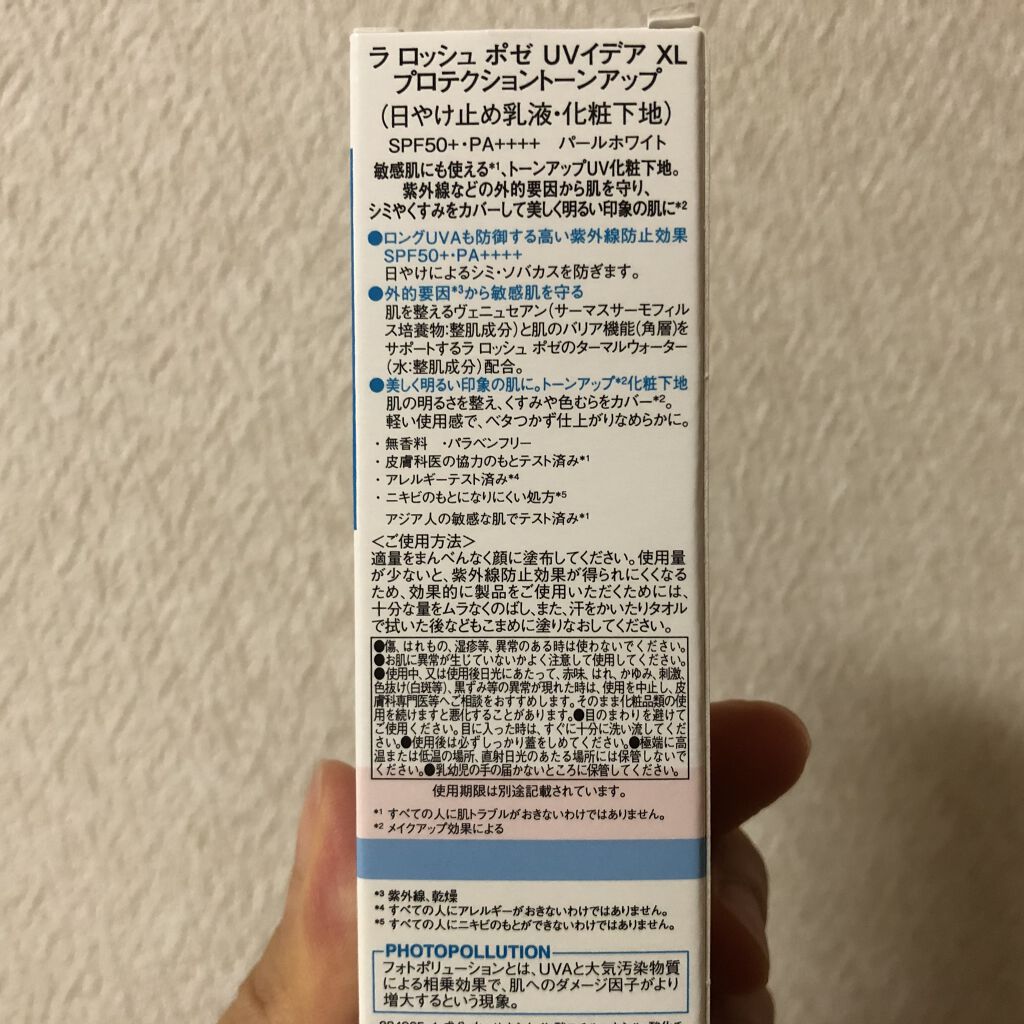 ラ ロッシュ ポゼ UVイデア XL
プロテクショントーンアップ
(日やけ止め乳液・化粧下地)
SPF50+・PA++++ パールホワイト
敏感肌にも使える*1、トーンアップUV化粧下地。
紫外線などの外的要因から肌を守り、
シミやくすみをカバーして美しく明るい印象の肌に*2
●ロングUVAも防御する高い紫外線防止効果
SPF50+・PA++++
日やけによるシミ・ソバカスを防ぎます。
●外的要因*3から敏感肌を守る
肌を整えるヴェニュセアン(サーマスサーモフィル
ス培養物:整肌成分)と肌のバリア機能(角層)を
サポートするラ ロッシュ ポゼのターマルウォーター
(水:整肌成分)配合。
●美しく明るい印象の肌に。トーンアップ*2化粧下地
肌の明るさを整え、くすみや色むらをカバー*2。
軽い使用感で、ベタつかず仕上がりなめらかに。
・無香料 ・パラベンフリー
・皮膚科医の協力のもとテスト済み*1
・アレルギーテスト済み*4
・ニキビのもとになりにくい処方*5
アジア人の敏感な肌でテスト済み*1
<ご使用方法>
適量をまんべんなく顔に塗布してください。使用量
が少ないと、紫外線防止効果が得られにくくなる
ため、効果的に製品をご使用いただくためには、
十分な量をムラなくのばし、また、汗をかいたりタオル
で拭いた後などもこまめに塗りなおしてください。
●傷、はれもの、湿疹等、異常のある時は使わないでください。
●お肌に異常が生じていないかよく注意して使用してください。
●使用中、又は使用後日光にあたって、赤味、はれ、かゆみ、刺激、
色抜け(白斑等)、黒ずみ等の異常が現れた時は、使用を中止し、皮
膚科専門医等へご相談をおすすめします。そのまま化粧品類の使
用を続けますと悪化することがあります。●目のまわりを避けて
ご使用ください。目に入った時は、すぐに十分に洗い流してくだ
さい。●使用後は必ずしっかり蓋をしめてください。●極端に高
温または低温の場所、直射日光のあたる場所には保管しないで
ください。●乳幼児の手の届かないところに保管してください。
使用期限は別途記載されています。
*1 すべての人に肌トラブルがおきないわけではありません。
*2 メイクアップ効果による
*3 紫外線、乾燥
*4 すべての人にアレルギーがおきないわけではありません。
*5 すべての人にニキビのもとができないわけではありません。
PHOTOPOLLUTION
フォトポリューションとは、UVAと大気汚染物質
による相乗効果で、肌へのダメージ因子がより
増大するという現象。